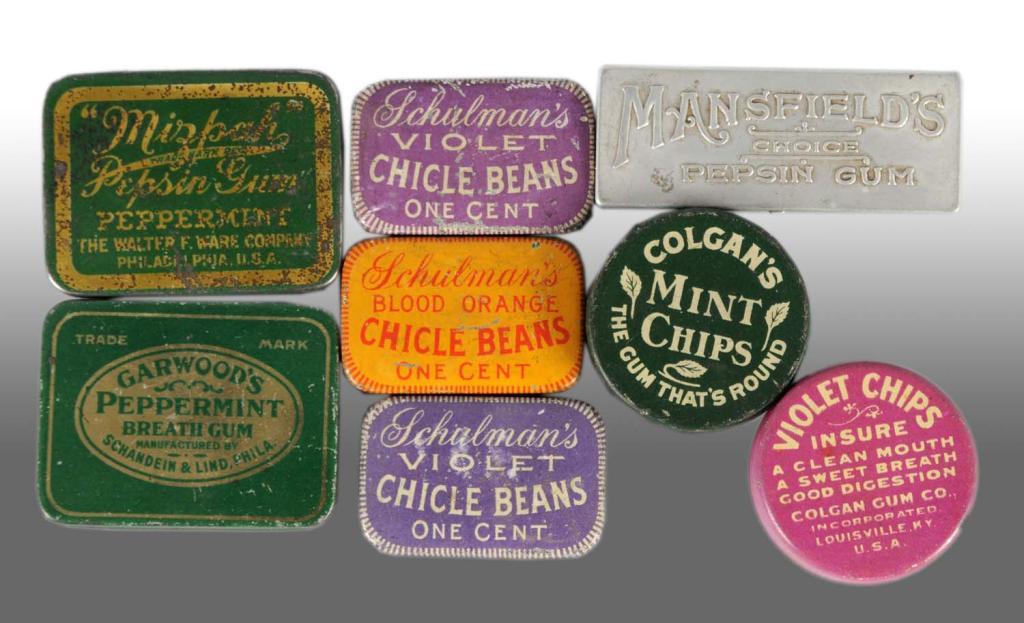 "Mizpah"
Pepsin Gum
PEPPERMINT
THE WALTER F. WARE COMPANY
PHILADELPHIA, U.S.A.
TRADE MARK
GARWOOD'S
PEPPERMINT
BREATH GUM
MANUFACTURED BY
SCHANDEIN & LIND, PHILA.
Schulman's
VIOLET
CHICLE BEANS
ONE CENT
Schulman's
BLOOD ORANGE
CHICLE BEANS
ONE CENT
Schulman's
VIOLET
CHICLE BEANS
ONE CENT
MANSFIELD'S
CHOICE
PEPSIN GUM
COLGAN'S
MINT
CHIPS
THE GUM THAT'S ROUND
VIOLET CHIPS
INSURE
A CLEAN MOUTH
A SWEET BREATH
GOOD DIGESTION
COLGAN GUM CO.,
INCORPORATED.
LOUISVILLE, KY.
U.S.A.